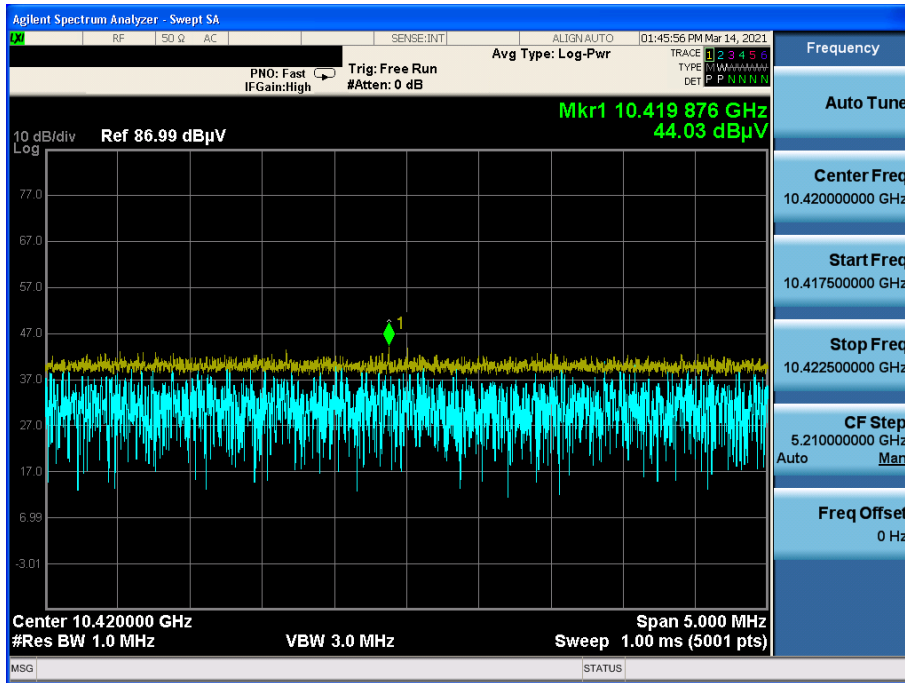 Agilent Spectrum Analyzer - Swept SA
LXI RF 50 Ω AC SENSE:INT ALIGN AUTO 01:45:56 PM Mar 14, 2021
Avg Type: Log-Pwr
TRACE 1 2 3 4 5 6
TYPE M W
DET P P N N N N
PNO: Fast
IFGain:High
Trig: Free Run
#Atten: 0 dB
Mkr1 10.419 876 GHz
44.03 dBµV
10 dB/div Ref 86.99 dBµV
Log
77.0
67.0
57.0
47.0
37.0
27.0
17.0
6.99
-3.01
1
Center 10.420000 GHz Span 5.000 MHz
#Res BW 1.0 MHz VBW 3.0 MHz Sweep 1.00 ms (5001 pts)
MSG STATUS
Frequency
Auto Tune
Center Freq
10.420000000 GHz
Start Freq
10.417500000 GHz
Stop Freq
10.422500000 GHz
CF Step
5.210000000 GHz
Auto Man
Freq Offset
0 Hz